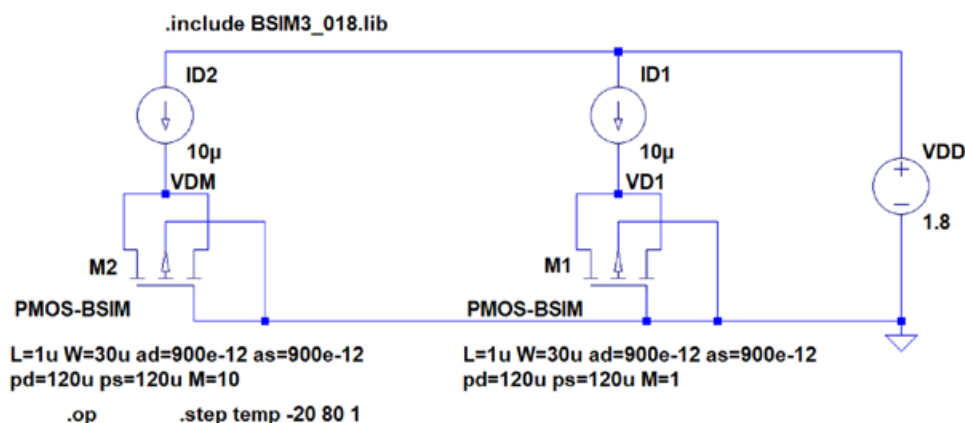 .include BSIM3_018.lib
ID2
ID1
10µ
10µ
VDD
VDM
VD1
1.8
M2
M1
PMOS-BSIM
PMOS-BSIM
L=1u W=30u ad=900e-12 as=900e-12
pd=120u ps=120u M=10
L=1u W=30u ad=900e-12 as=900e-12
pd=120u ps=120u M=1
.op
.step temp -20 80 1